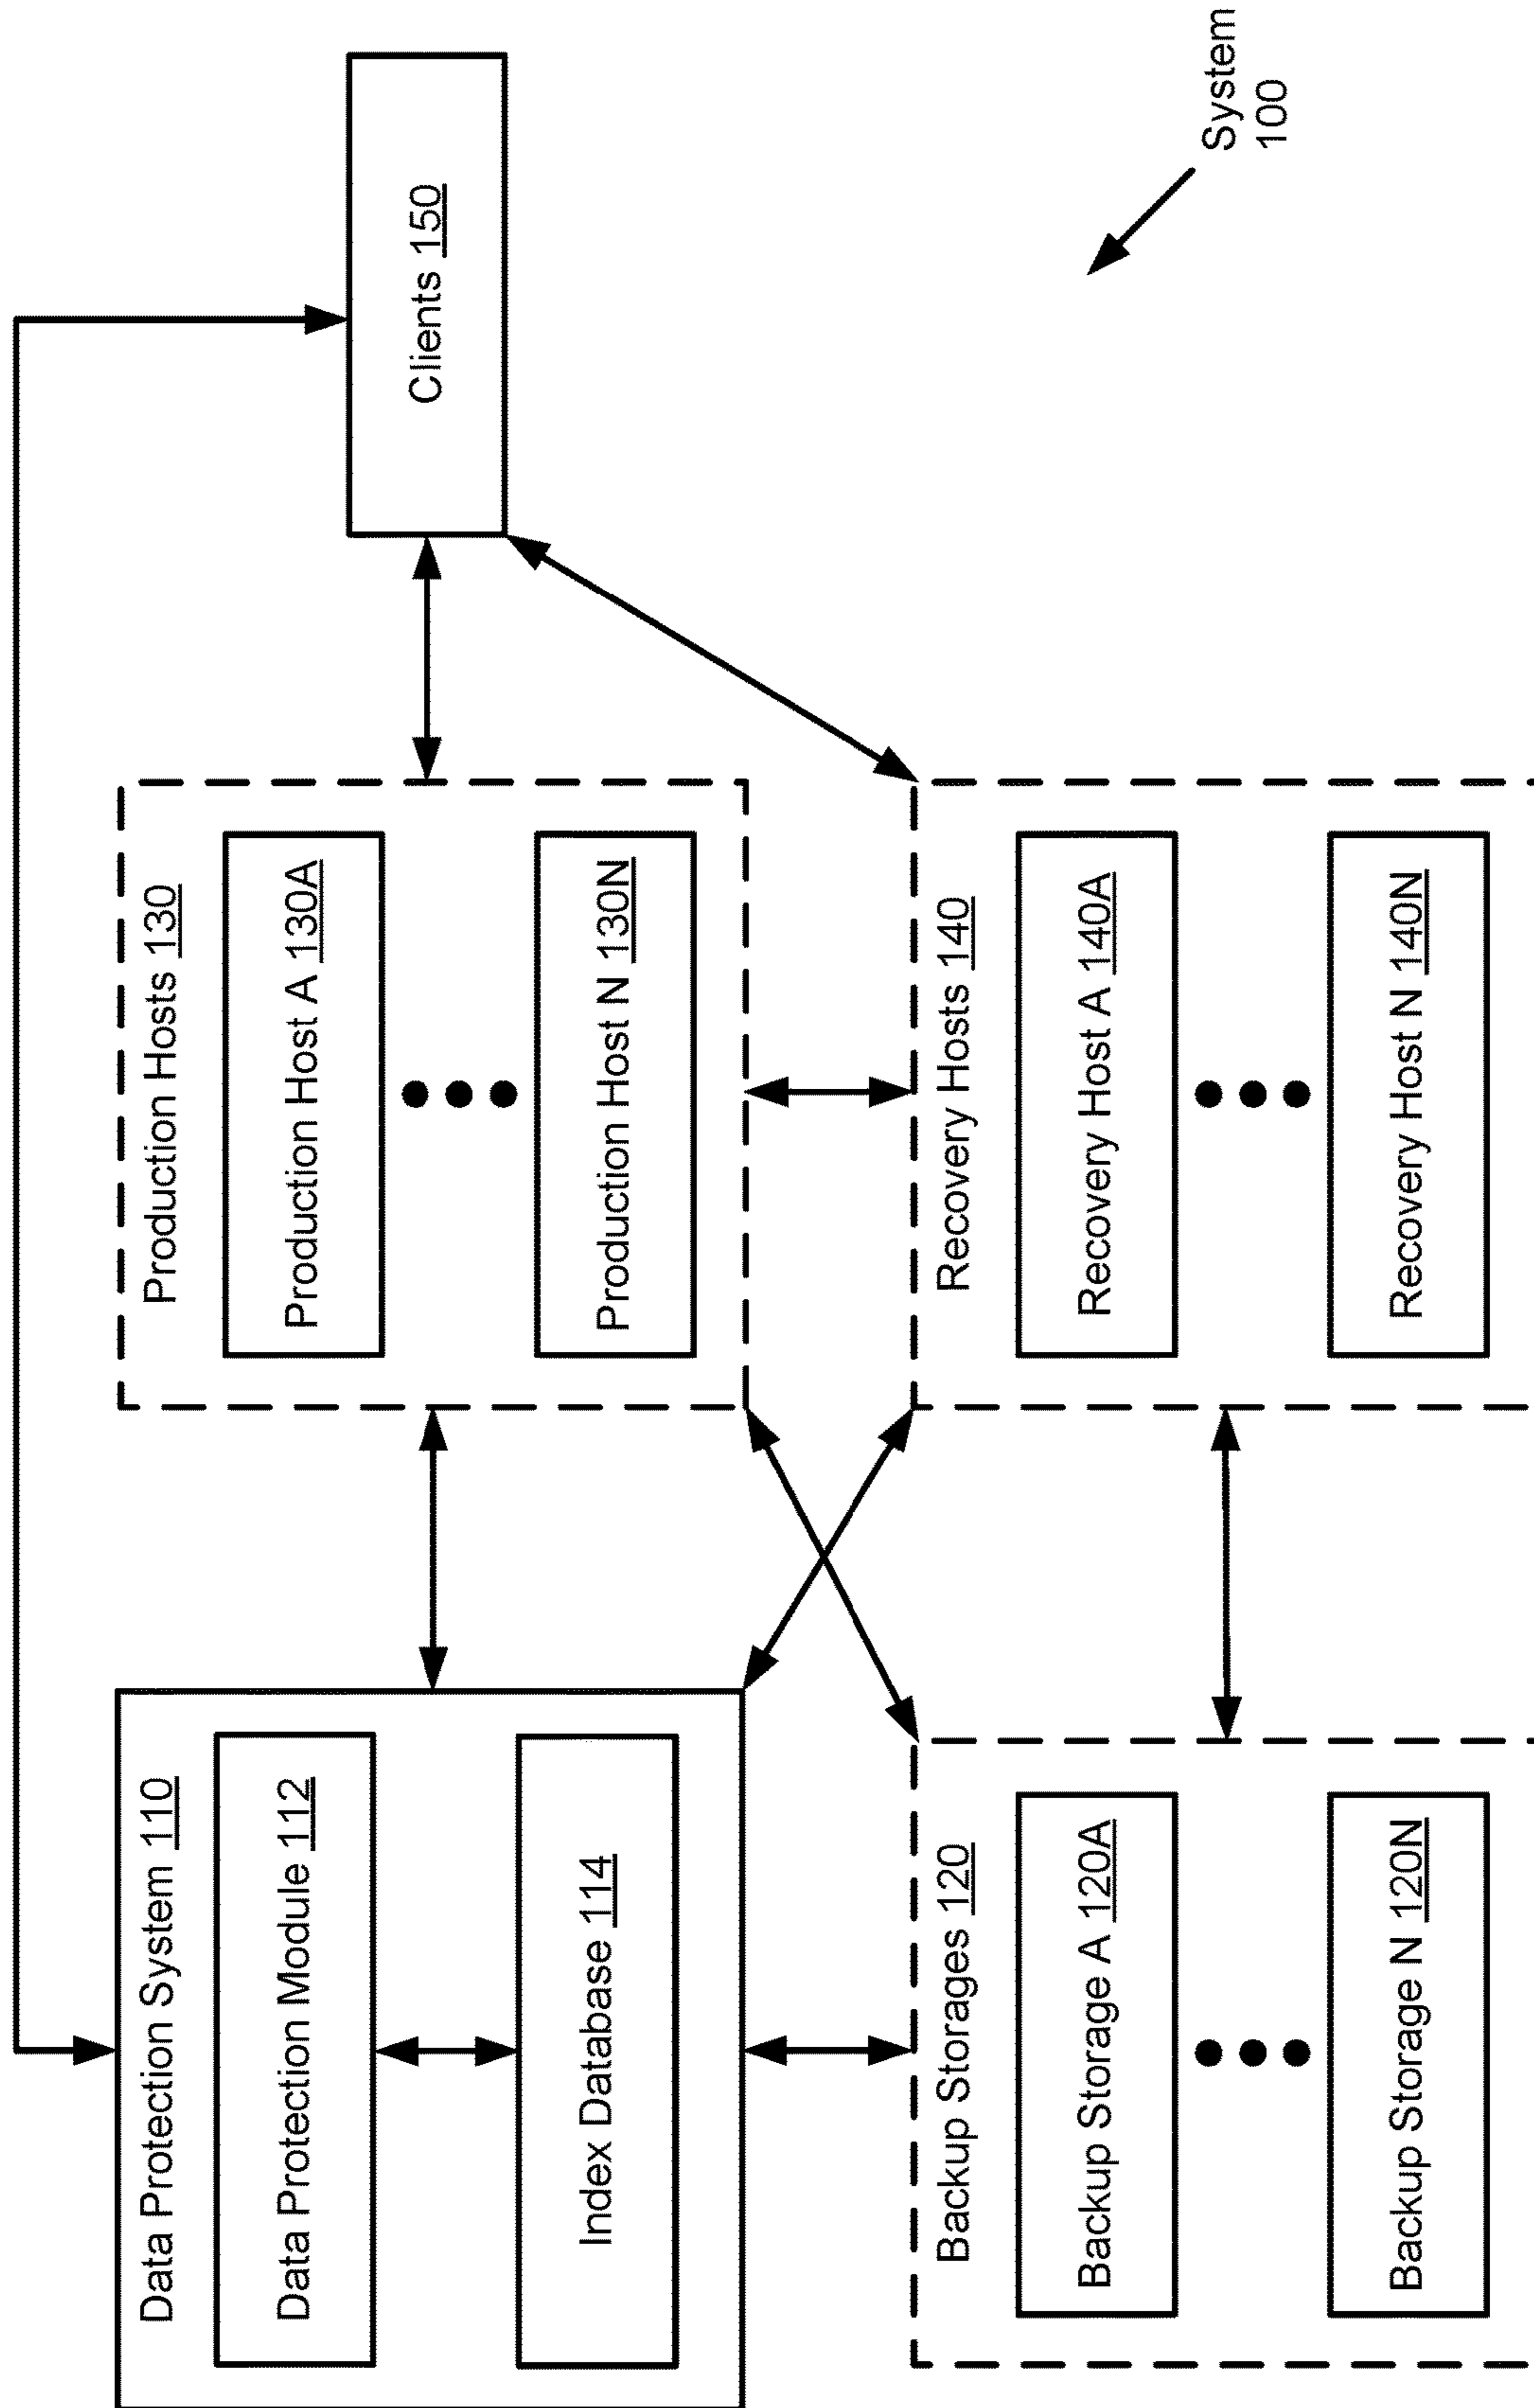 Data Protection System 110
Data Protection Module 112
Index Database 114
Production Hosts 130
Production Host A 130A
Production Host N 130N
Clients 150
Backup Storages 120
Backup Storage A 120A
Backup Storage N 120N
Recovery Hosts 140
Recovery Host A 140A
Recovery Host N 140N
System
100